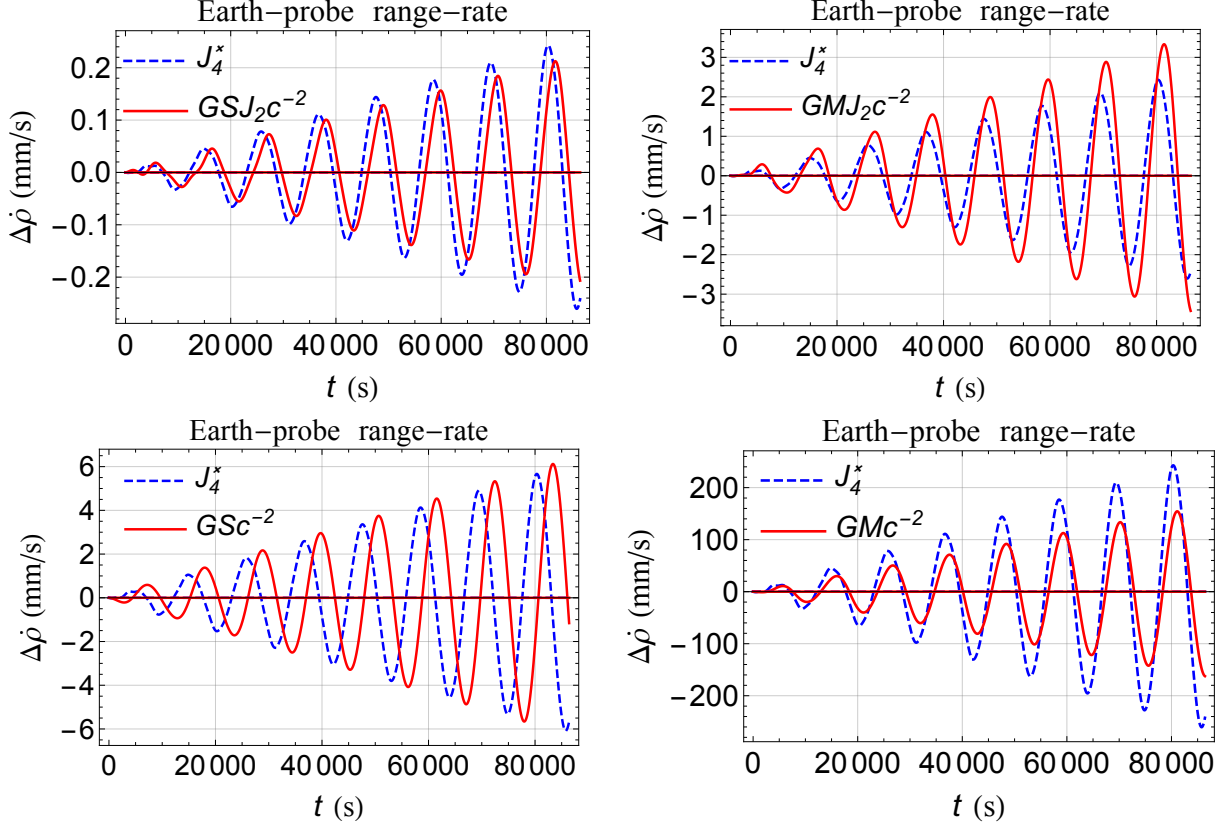 Earth−probe range−rate
Δρ̇ (mm/s)
0.2
0.1
0.0
−0.1
−0.2
J₄ˣ
GSJ₂c⁻²
0 20 000 40 000 60 000 80 000
t (s)
Earth−probe range−rate
Δρ̇ (mm/s)
3
2
1
0
−1
−2
−3
J₄ˣ
GMJ₂c⁻²
0 20 000 40 000 60 000 80 000
t (s)
Earth−probe range−rate
Δρ̇ (mm/s)
6
4
2
0
−2
−4
−6
J₄ˣ
GSc⁻²
0 20 000 40 000 60 000 80 000
t (s)
Earth−probe range−rate
Δρ̇ (mm/s)
200
100
0
−100
−200
J₄ˣ
GMc⁻²
0 20 000 40 000 60 000 80 000
t (s)